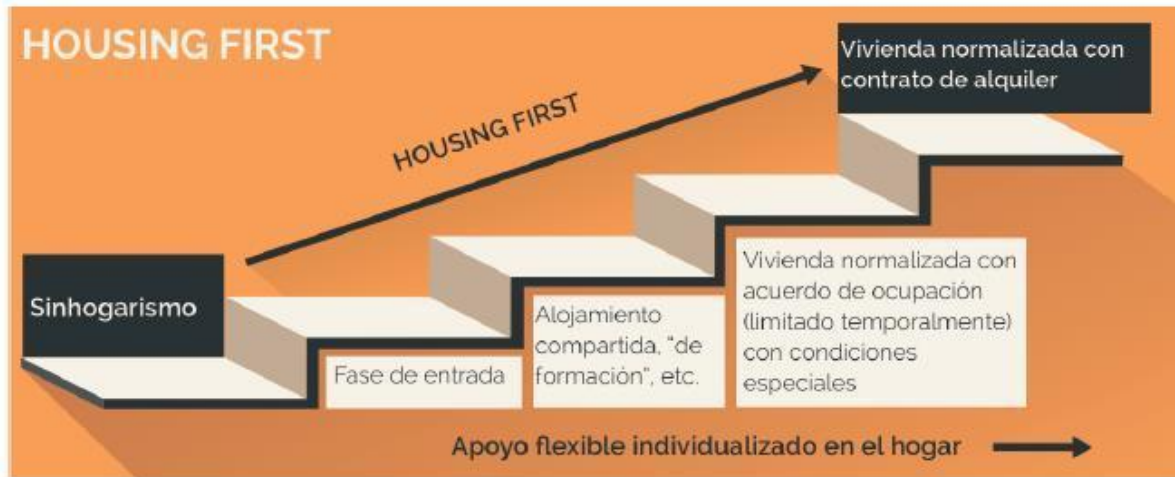 HOUSING FIRST
Vivienda normalizada con
contrato de alquiler
HOUSING FIRST
Sinhogarismo
Fase de entrada
Alojamiento
compartida, "de
formación", etc.
Vivienda normalizada con
acuerdo de ocupación
(limitado temporalmente)
con condiciones
especiales
Apoyo flexible individualizado en el hogar